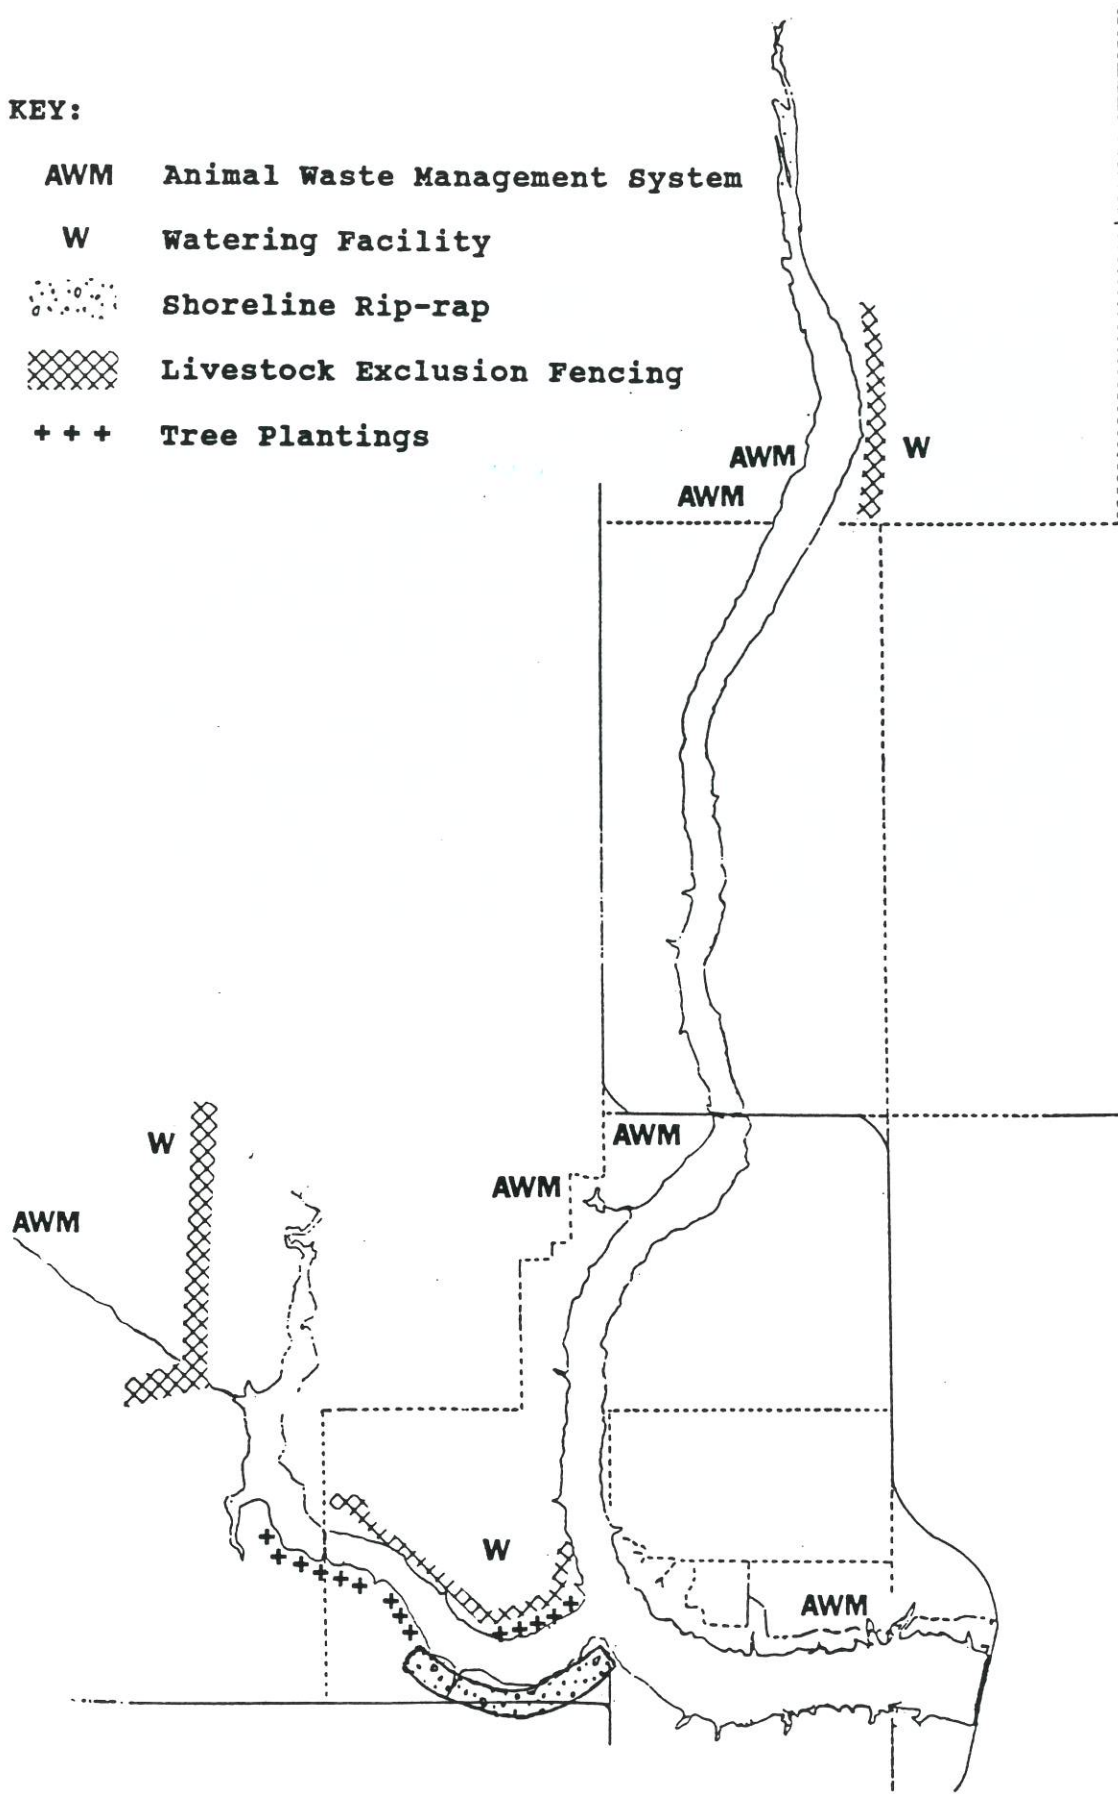 KEY:
AWM Animal Waste Management System
W Watering Facility
Shoreline Rip-rap
Livestock Exclusion Fencing
+ + + Tree Plantings
AWM
W
AWM
AWM
W
AWM
AWM
W
AWM